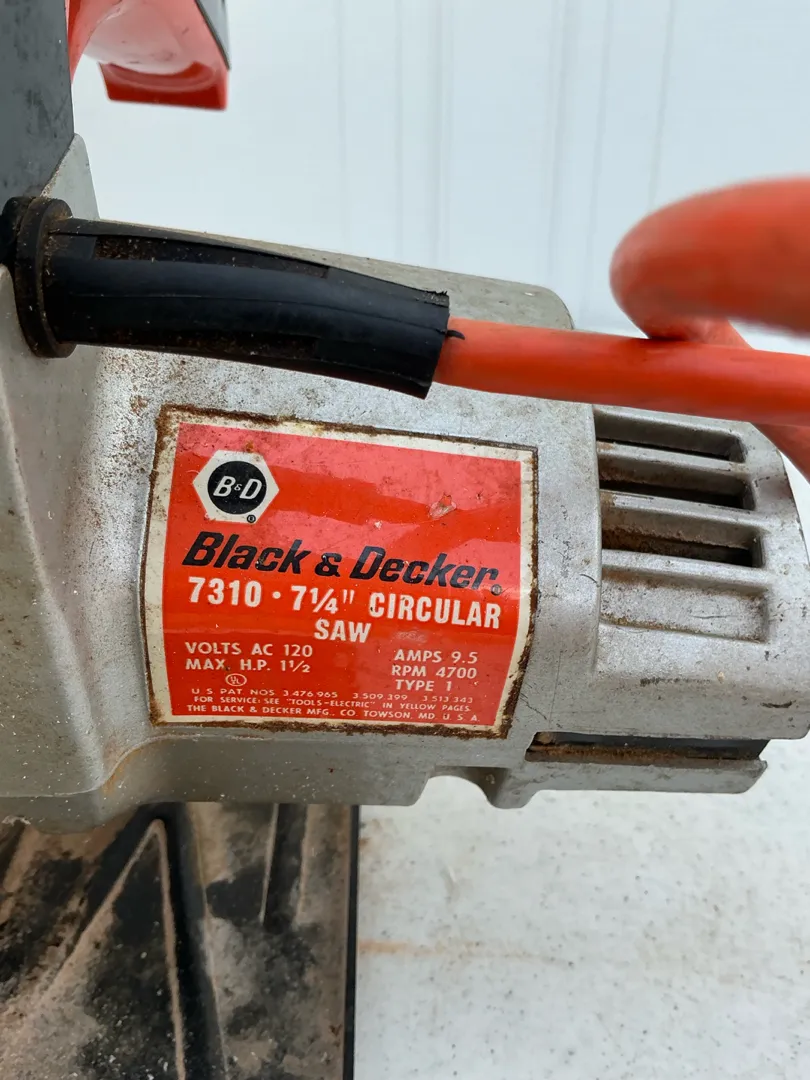 B&D
Black & Decker®
7310 • 7¼" CIRCULAR
SAW
VOLTS AC 120 AMPS 9.5
MAX. H.P. 1½ RPM 4700
UL TYPE 1
U.S. PAT. NOS. 3,476,965 3,509,399 3,513,343
FOR SERVICE: SEE "TOOLS-ELECTRIC" IN YELLOW PAGES
THE BLACK & DECKER MFG. CO. TOWSON, MD. U.S.A.